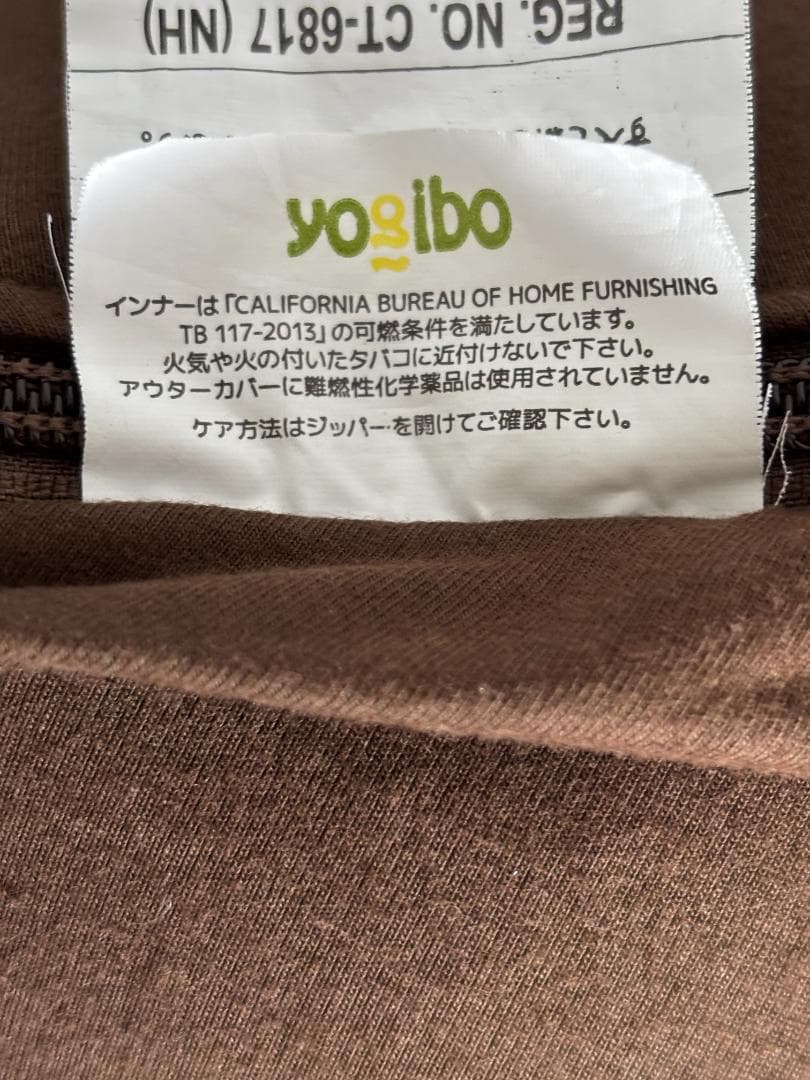 REG. NO. CT-6817 (NH)
yogibo
インナーは「CALIFORNIA BUREAU OF HOME FURNISHING
TB 117-2013」の可燃条件を満たしています。
火気や火の付いたタバコに近付けないで下さい。
アウターカバーに難燃性化学薬品は使用されていません。
ケア方法はジッパーを開けてご確認下さい。